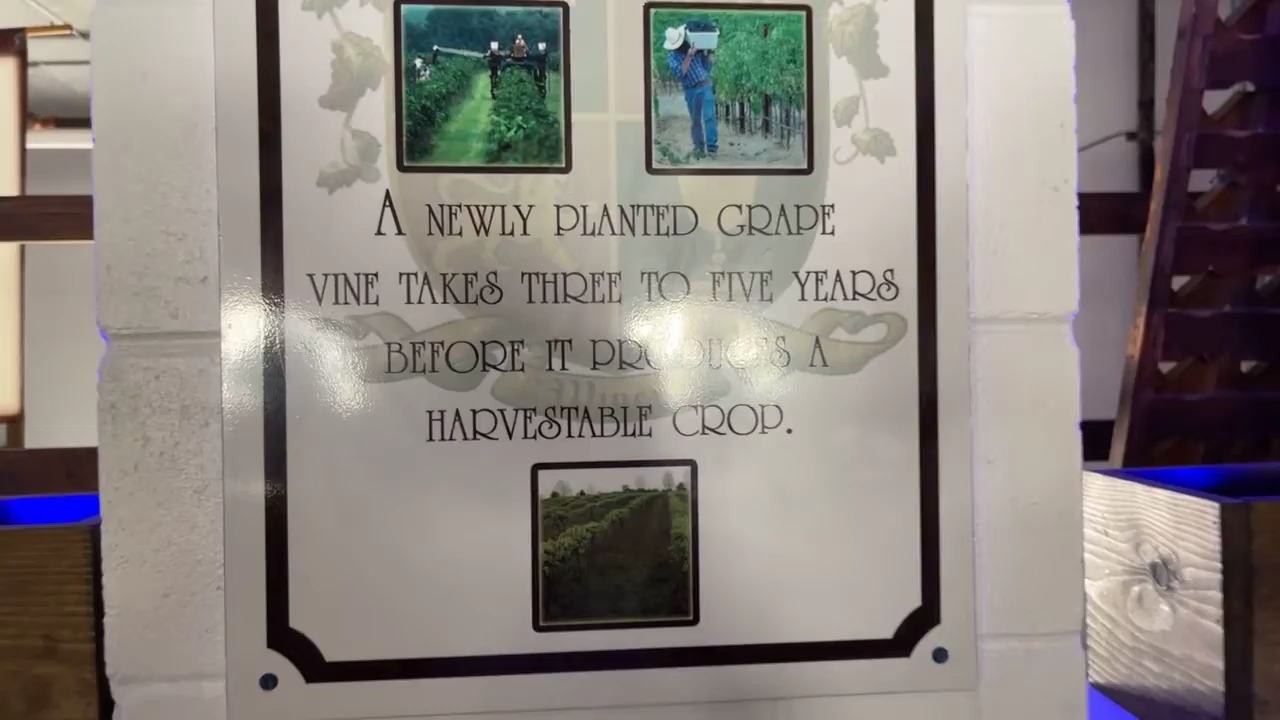 A NEWLY PLANTED GRAPE
VINE TAKES THREE TO FIVE YEARS
BEFORE IT PRODUCES A
HARVESTABLE CROP.